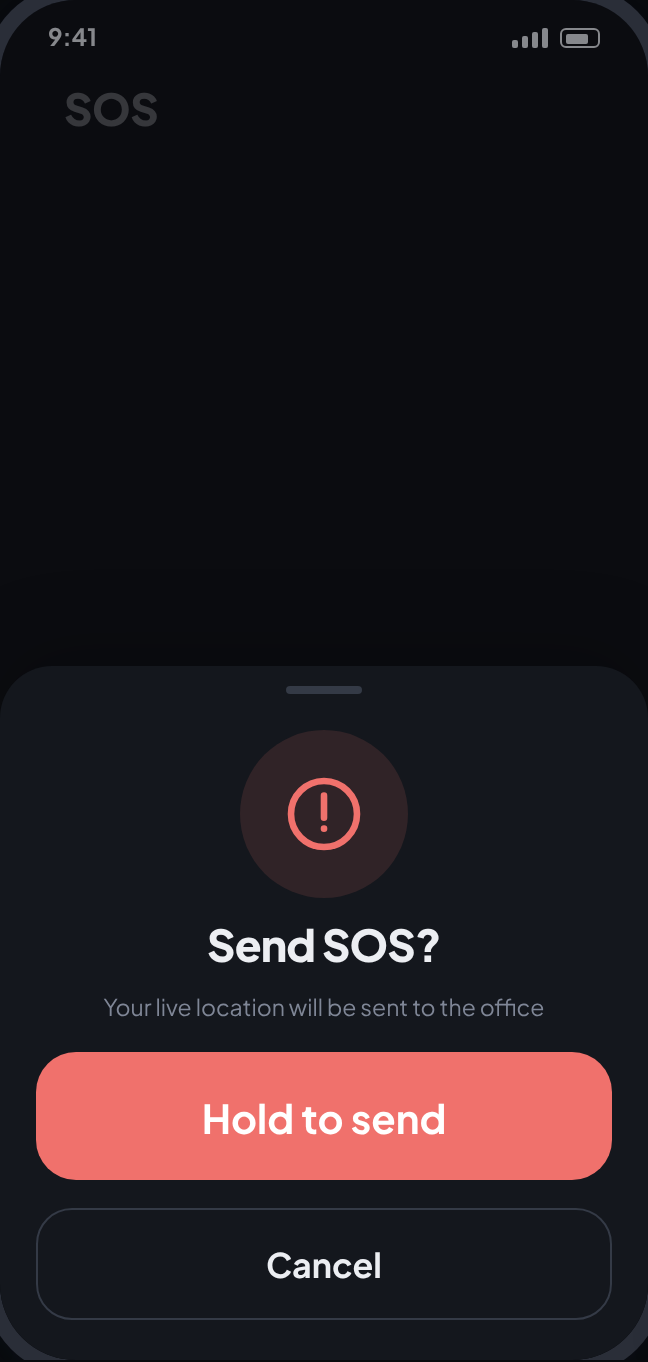 9:41
SOS
Send SOS?
Your live location will be sent to the office
Hold to send
Cancel